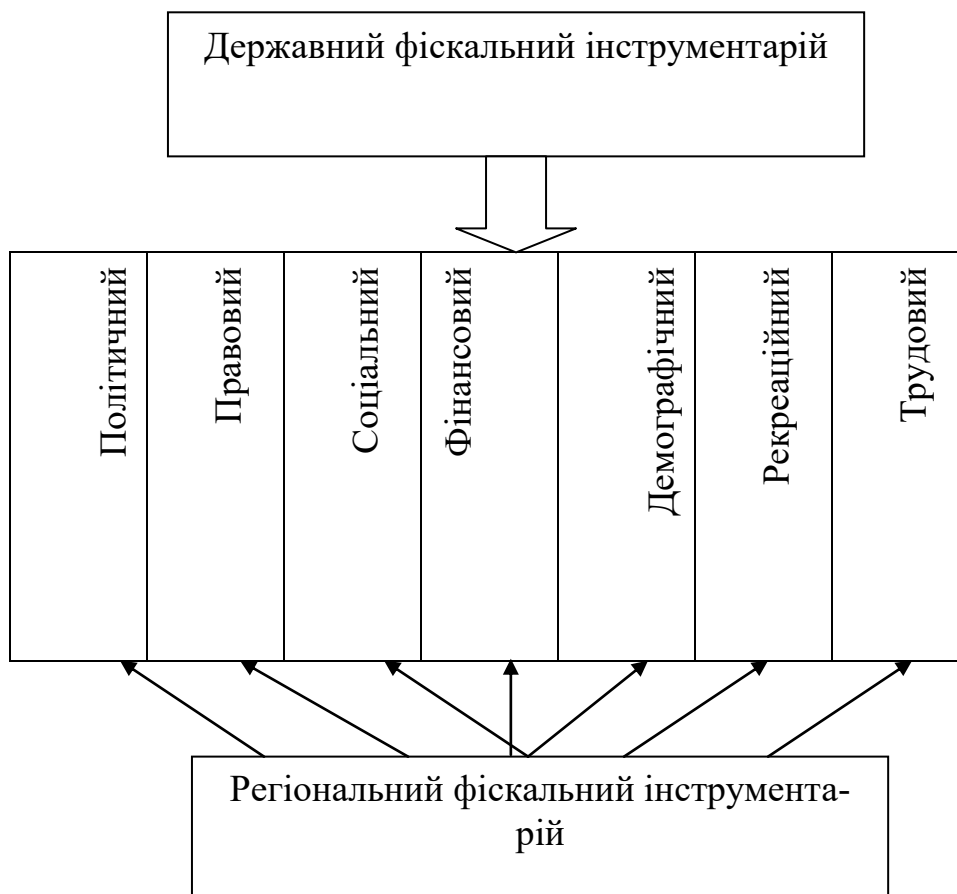 Державний фіскальний інструментарій
Політичний
Правовий
Соціальний
Фінансовий
Демографічний
Рекреаційний
Трудовий
Регіональний фіскальний інструмента-
рій